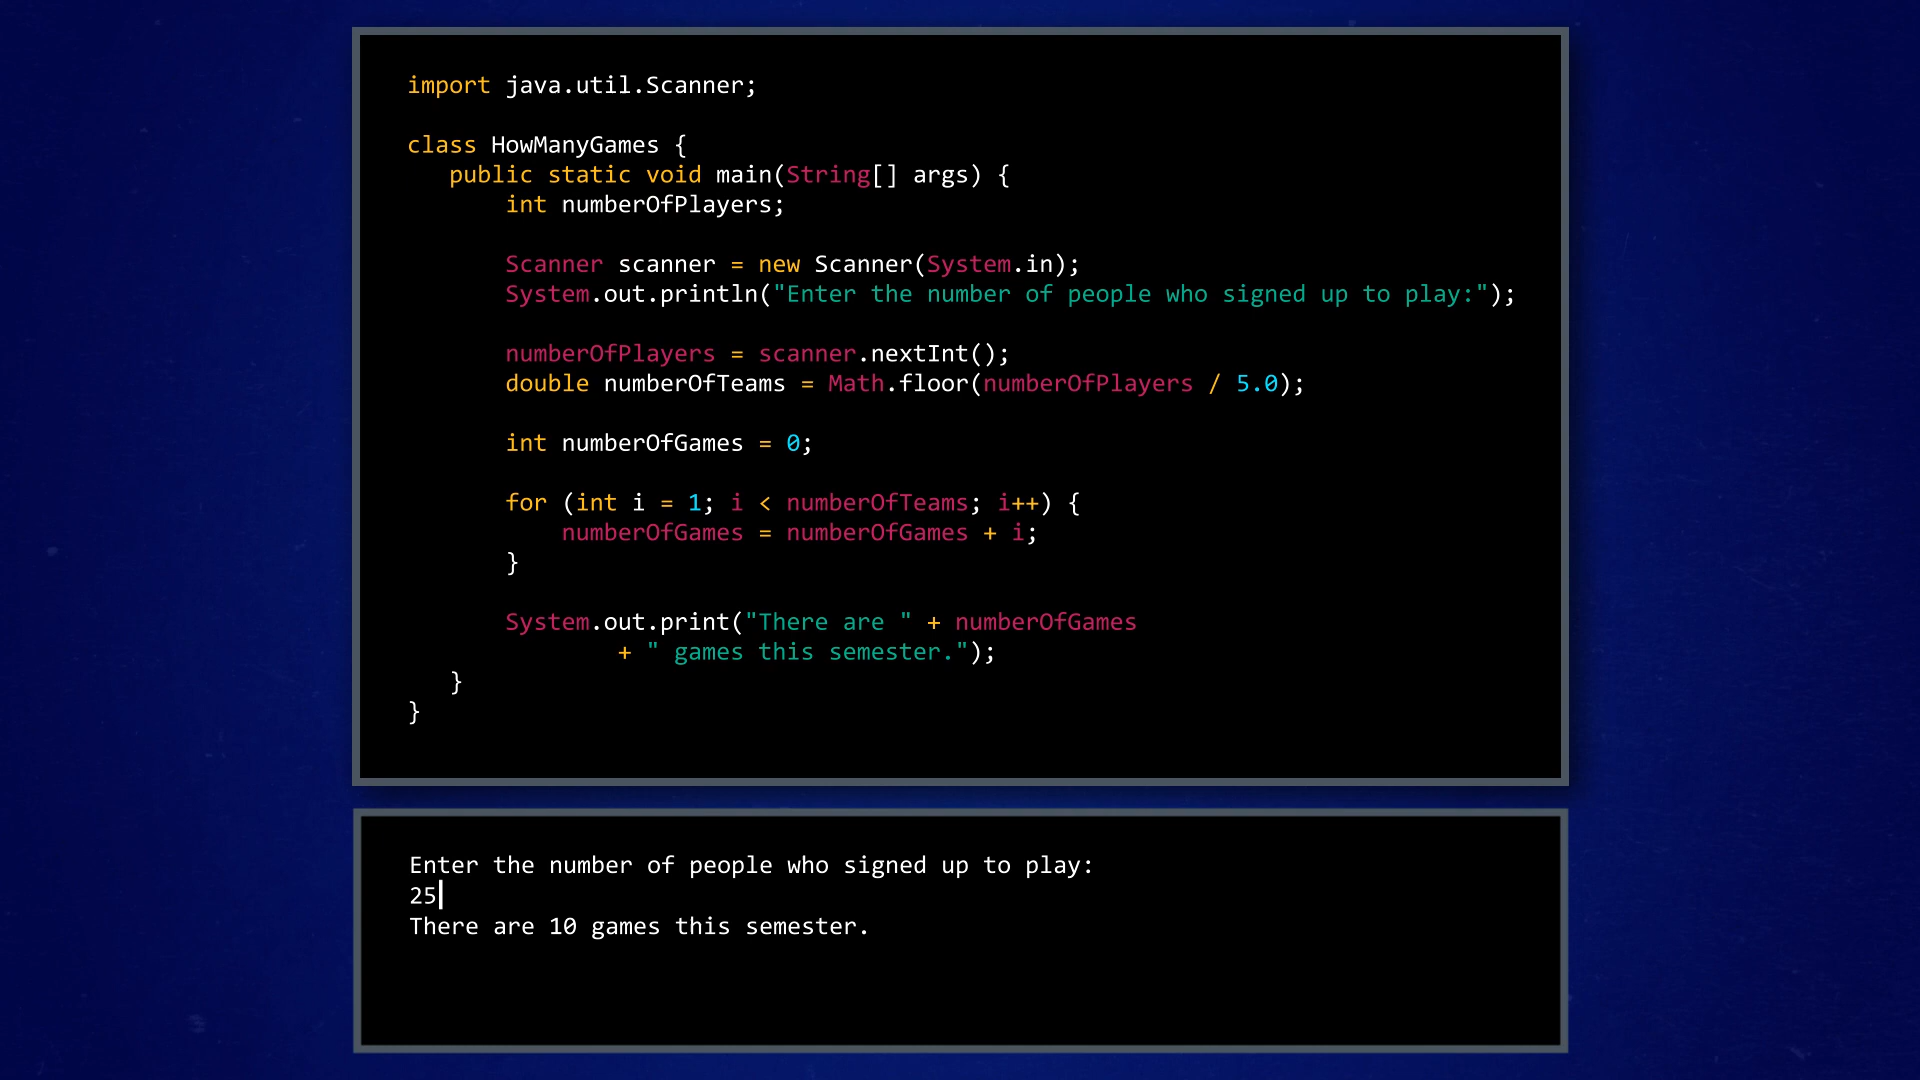 import java.util.Scanner;
class HowManyGames {
public static void main(String[] args) {
int numberOfPlayers;
Scanner scanner = new Scanner(System.in);
System.out.println("Enter the number of people who signed up to play:");
numberOfPlayers = scanner.nextInt();
double numberOfTeams = Math.floor(numberOfPlayers / 5.0);
int numberOfGames = 0;
for (int i = 1; i < numberOfTeams; i++) {
numberOfGames = numberOfGames + i;
}
System.out.print("There are " + numberOfGames
+ " games this semester.");
}
}
Enter the number of people who signed up to play:
25
There are 10 games this semester.